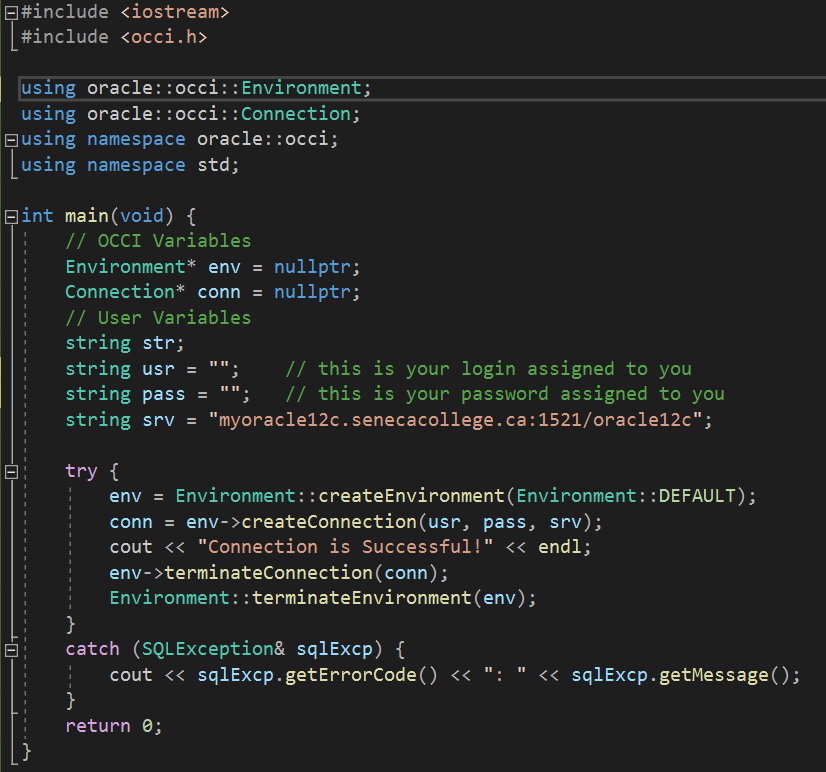 #include <iostream>
#include <occi.h>
using oracle::occi::Environment;
using oracle::occi::Connection;
using namespace oracle::occi;
using namespace std;
int main(void) {
// OCCI Variables
Environment* env = nullptr;
Connection* conn = nullptr;
// User Variables
string str;
string usr = "";    // this is your login assigned to you
string pass = "";   // this is your password assigned to you
string srv = "myoracle12c.senecacollege.ca:1521/oracle12c";
try {
env = Environment::createEnvironment(Environment::DEFAULT);
conn = env->createConnection(usr, pass, srv);
cout << "Connection is Successful!" << endl;
env->terminateConnection(conn);
Environment::terminateEnvironment(env);
}
catch (SQLException& sqlExcp) {
cout << sqlExcp.getErrorCode() << ": " << sqlExcp.getMessage();
}
return 0;
}